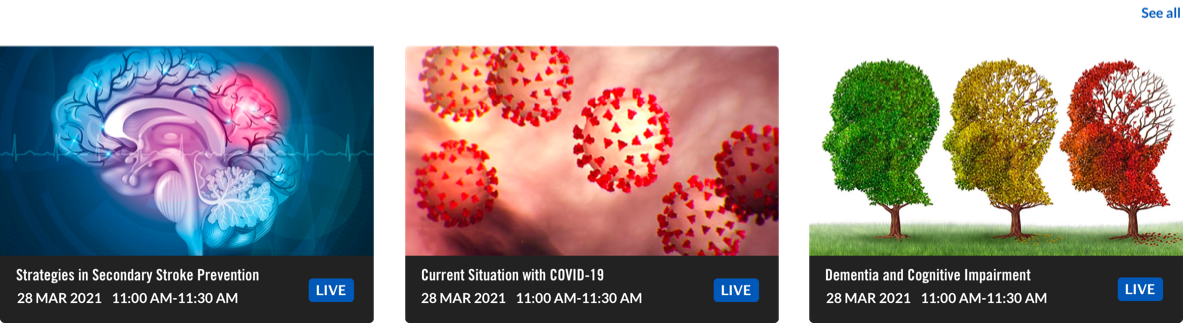 See all
Strategies in Secondary Stroke Prevention
28 MAR 2021 11:00 AM-11:30 AM
LIVE
Current Situation with COVID-19
28 MAR 2021 11:00 AM-11:30 AM
LIVE
Dementia and Cognitive Impairment
28 MAR 2021 11:00 AM-11:30 AM
LIVE